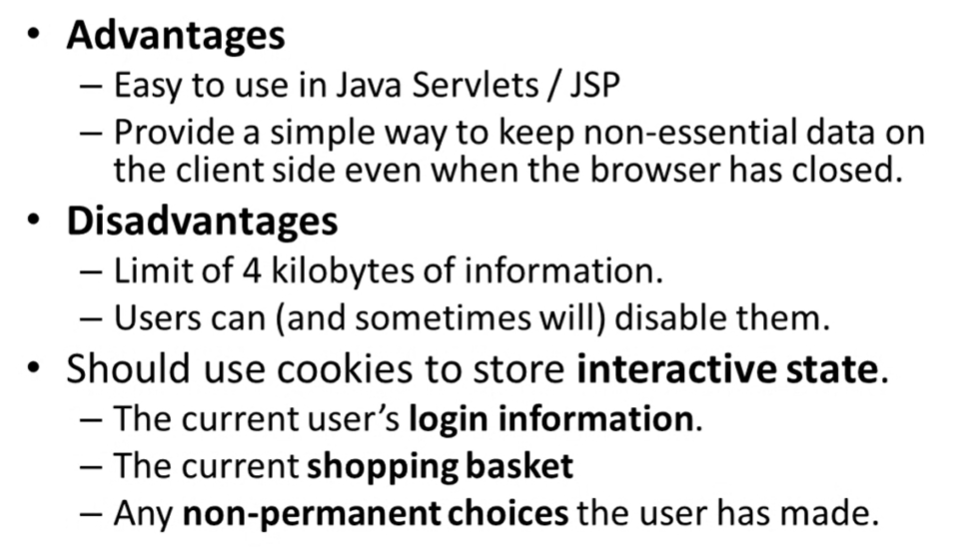 • Advantages
– Easy to use in Java Servlets / JSP
– Provide a simple way to keep non-essential data on
the client side even when the browser has closed.
• Disadvantages
– Limit of 4 kilobytes of information.
– Users can (and sometimes will) disable them.
• Should use cookies to store interactive state.
– The current user’s login information.
– The current shopping basket
– Any non-permanent choices the user has made.